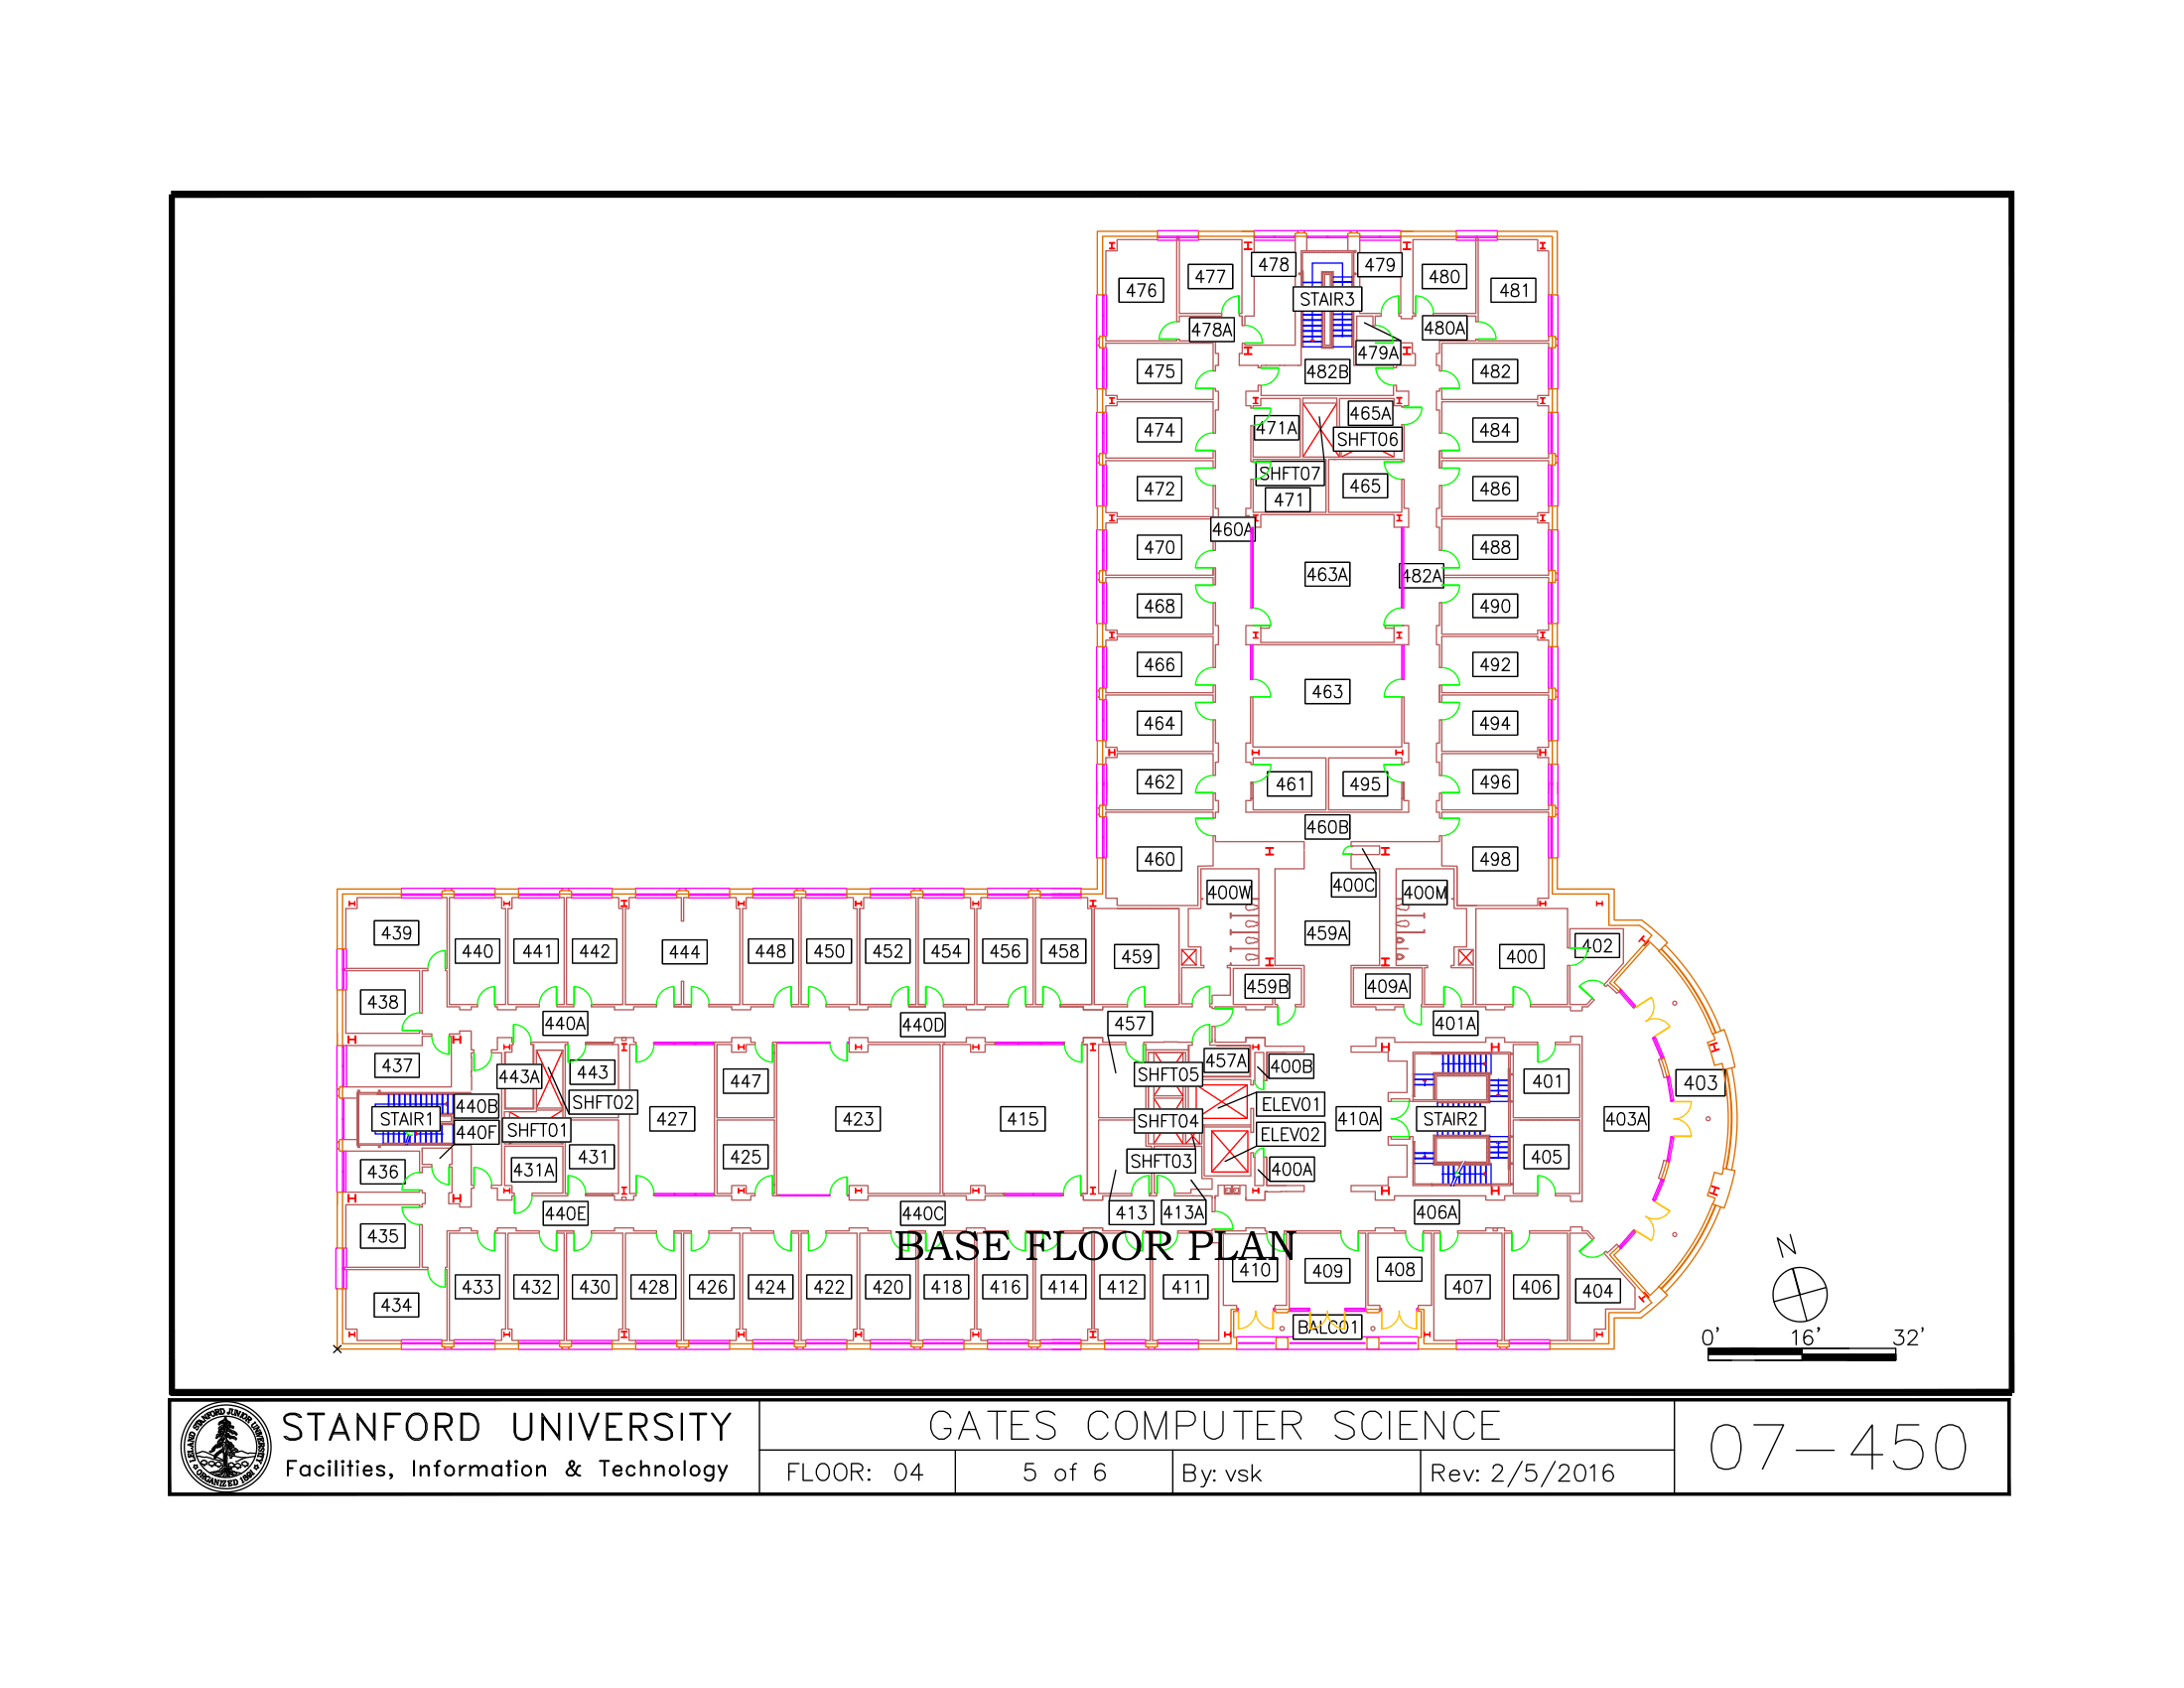 477 478 479 480
476 STAIR3 481
478A 480A
479A
475 482B 482
465A
474 471A 484
SHFT06
SHFT07
472 465 486
471
460A
470 488
463A 482A
468 490
466 492
463
464 494
462 461 495 496
460B
460 498
400W 400C 400M
439 459A
440 441 442 444 448 450 452 454 456 458 459 400 402
459B 409A
438
440A 440D 457 401A
437 443A 443 457A 400B
447 SHFT05 401 403
SHFT02 ELEV01
440B
STAIR1 427 423 415 SHFT04 410A STAIR2 403A
440F SHFT01 ELEV02
436 431A 431 425 SHFT03 400A 405
440E 440C 413 413A 406A
435
BASE FLOOR PLAN
N
434 433 432 430 428 426 424 422 420 418 416 414 412 411 410 409 408 407 406 404
BALC01
0' 16' 32'
STANFORD UNIVERSITY
Facilities, Information & Technology
GATES COMPUTER SCIENCE
FLOOR: 04 5 of 6 By: vsk Rev: 2/5/2016
07-450
LELAND STANFORD JUNIOR UNIVERSITY
ORGANIZED 1891